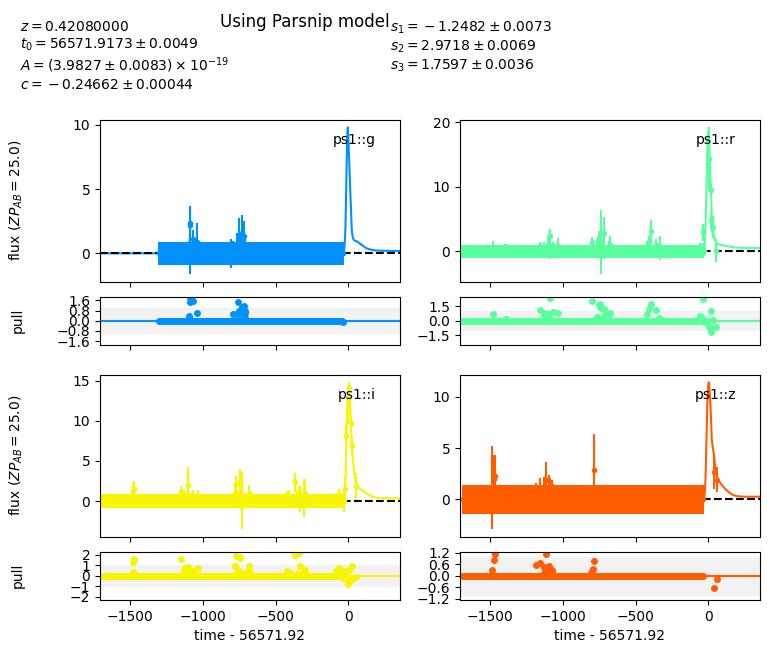 Using Parsnip model
z = 0.42080000
t₀ = 56571.9173 ± 0.0049
A = (3.9827 ± 0.0083) × 10⁻¹⁹
c = −0.24662 ± 0.00044
s₁ = −1.2482 ± 0.0073
s₂ = 2.9718 ± 0.0069
s₃ = 1.7597 ± 0.0036
flux (ZP_AB = 25.0)
10
5
0
ps1::g
20
10
0
ps1::r
pull
1.6
0.8
0.0
−0.8
−1.6
1.5
0.0
−1.5
flux (ZP_AB = 25.0)
15
10
5
0
ps1::i
10
5
0
ps1::z
pull
2
1
0
−1
−2
1.2
0.6
0.0
−0.6
−1.2
−1500 −1000 −500 0
−1500 −1000 −500 0
time - 56571.92
time - 56571.92